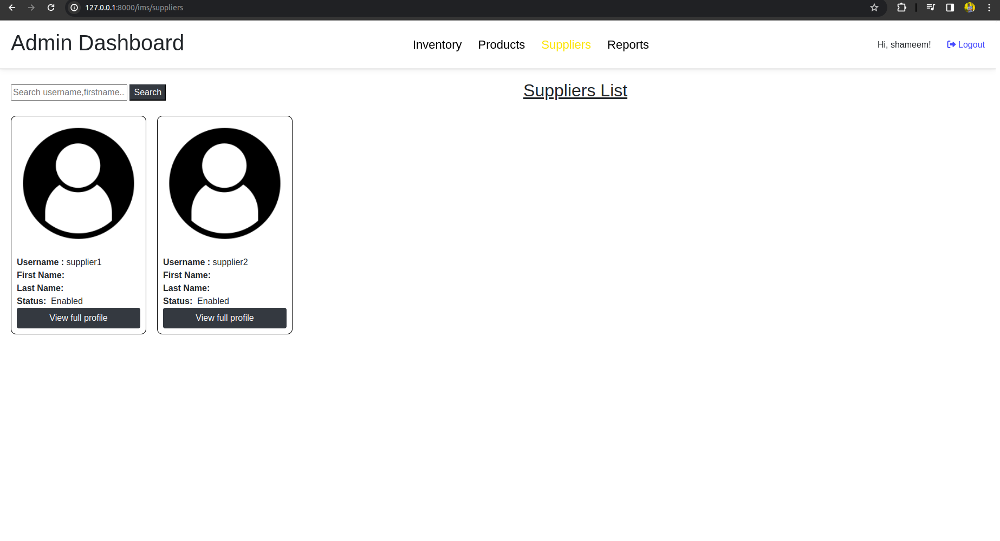 127.0.0.1:8000/ims/suppliers
Admin Dashboard
Inventory Products Suppliers Reports
Hi, shameem! Logout
Search username,firstname.. Search
Suppliers List
Username : supplier1
First Name:
Last Name:
Status: Enabled
View full profile
Username : supplier2
First Name:
Last Name:
Status: Enabled
View full profile